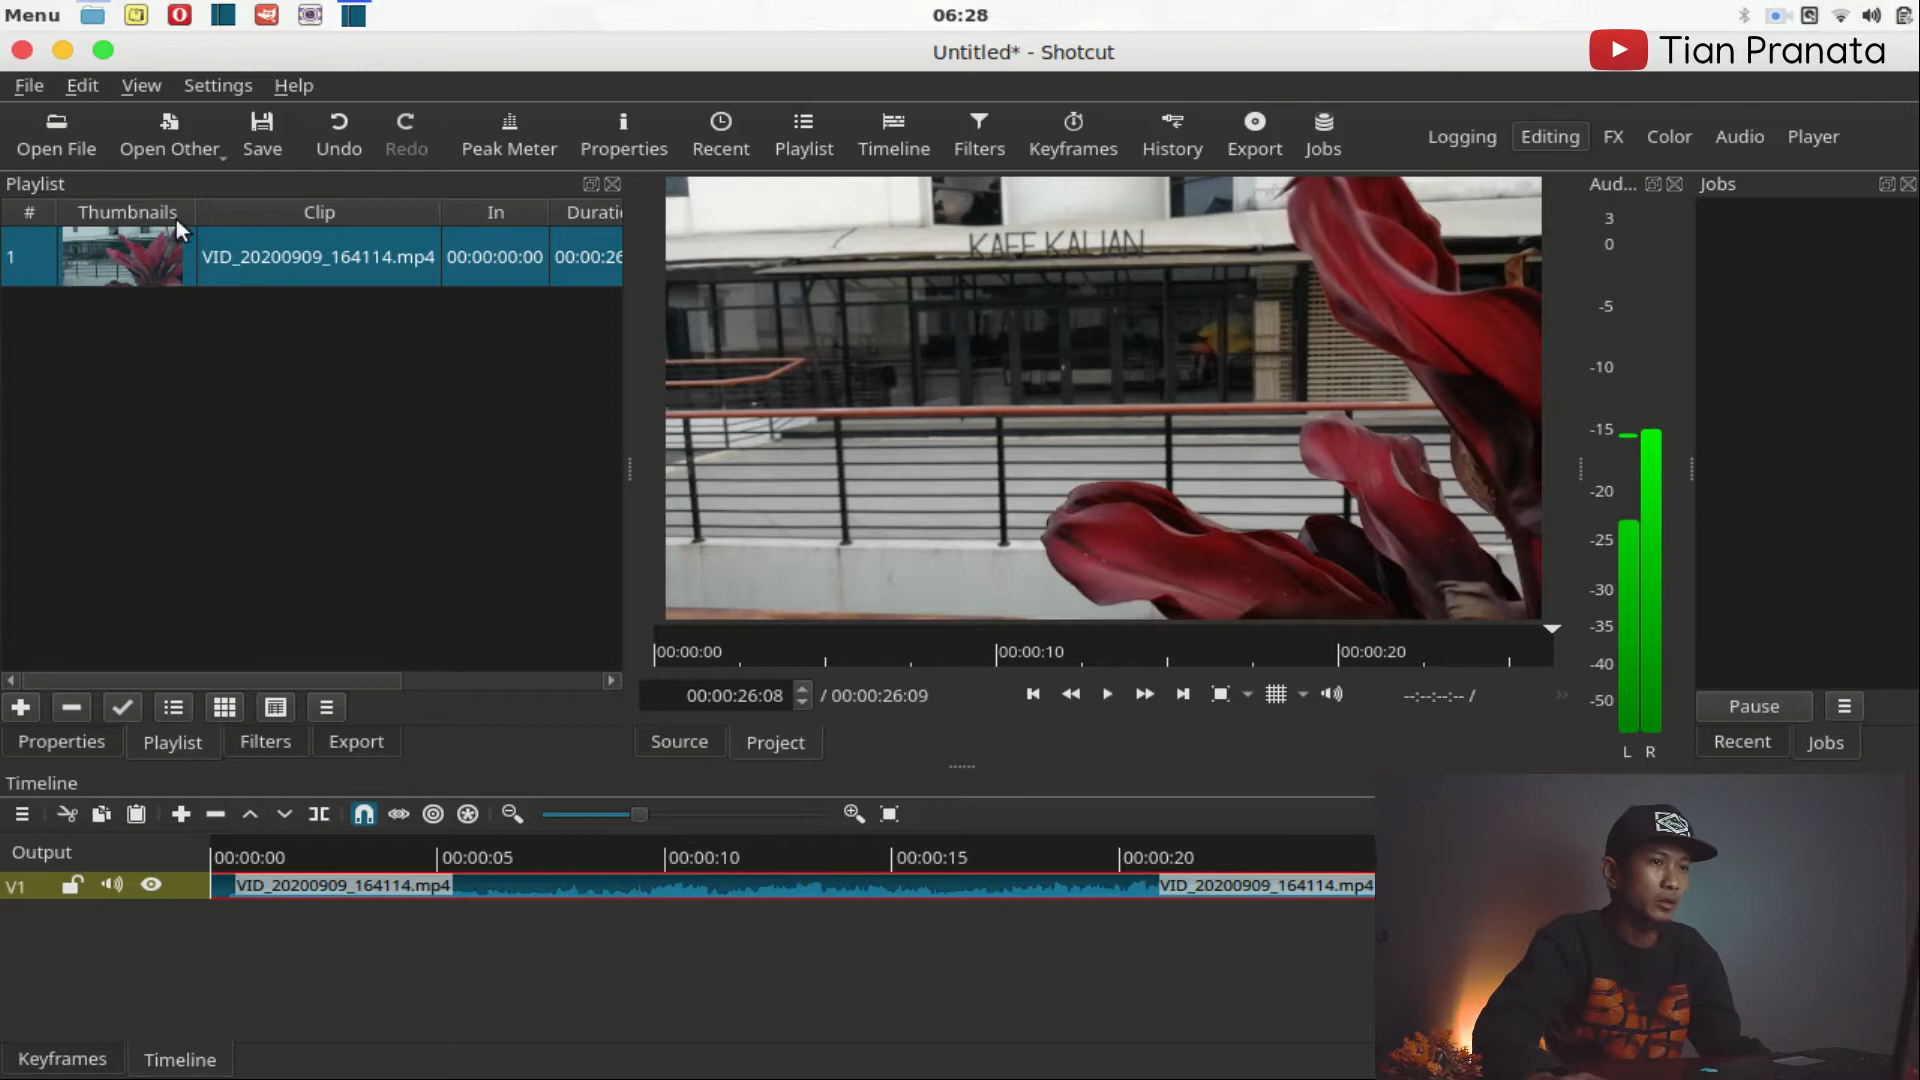 Menu
06:28
Untitled* - Shotcut
Tian Pranata
File Edit View Settings Help
Open File Open Other Save Undo Redo Peak Meter Properties Recent Playlist Timeline Filters Keyframes History Export Jobs
Logging Editing FX Color Audio Player
Playlist
# Thumbnails Clip In Durati
1 VID_20200909_164114.mp4 00:00:00:00 00:00:26
KAFE KALIAN
Aud...
3
0
-5
-10
-15
-20
-25
-30
-35
-40
-50
L R
Jobs
00:00:00 00:00:10 00:00:20
00:00:26:08 / 00:00:26:09
--:--:--:-- /
Pause
Recent Jobs
Properties Playlist Filters Export
Source Project
Timeline
Output
00:00:00 00:00:05 00:00:10 00:00:15 00:00:20
V1
VID_20200909_164114.mp4 VID_20200909_164114.mp4
Keyframes Timeline